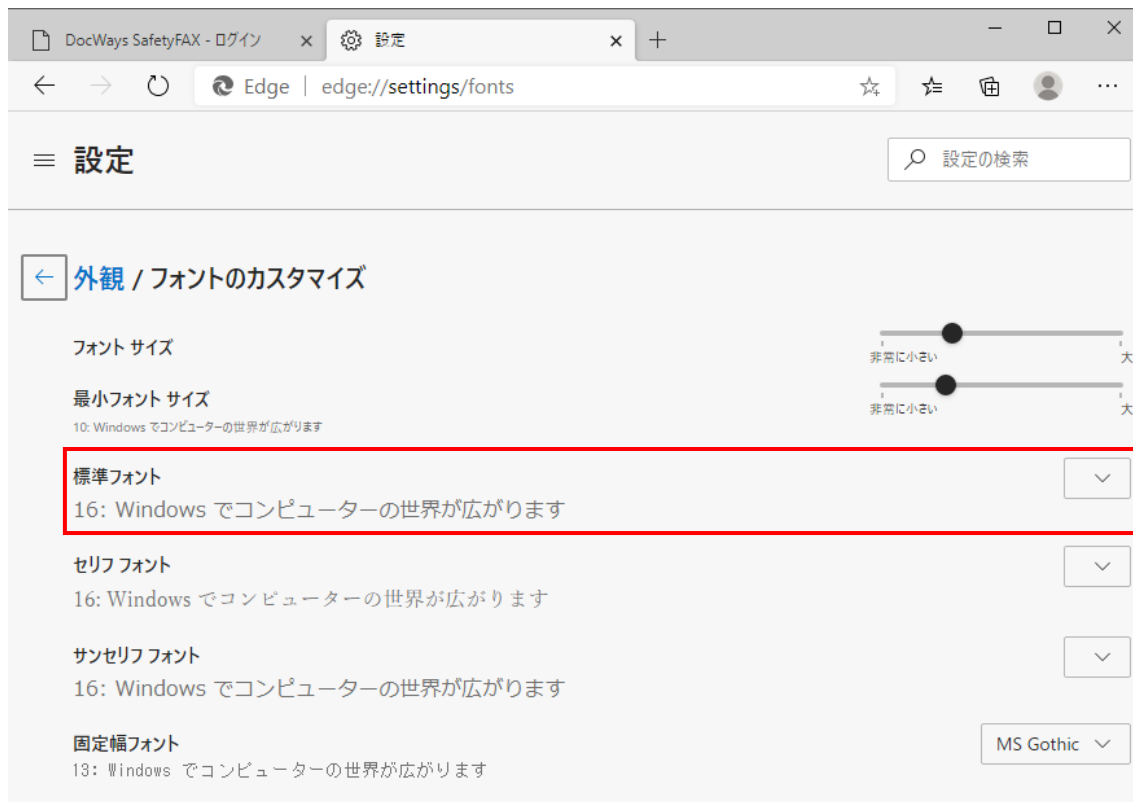 DocWays SafetyFAX - ログイン
設定
Edge | edge://settings/fonts
設定
設定の検索
外観 / フォントのカスタマイズ
フォント サイズ
非常に小さい 大
最小フォント サイズ
10: Windows でコンピューターの世界が広がります
非常に小さい 大
標準フォント
16: Windows でコンピューターの世界が広がります
セリフ フォント
16: Windows でコンピューターの世界が広がります
サンセリフ フォント
16: Windows でコンピューターの世界が広がります
固定幅フォント
MS Gothic
13: Windows でコンピューターの世界が広がります